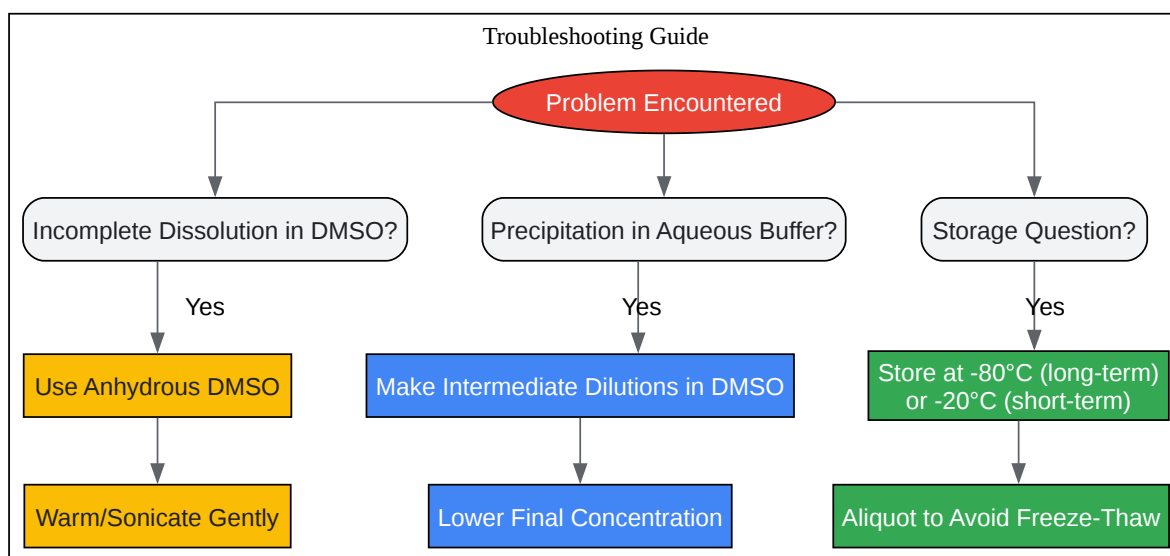 Troubleshooting Guide
Problem Encountered
Incomplete Dissolution in DMSO?
Precipitation in Aqueous Buffer?
Storage Question?
Yes
Yes
Yes
Use Anhydrous DMSO
Make Intermediate Dilutions in DMSO
Store at -80°C (long-term)
or -20°C (short-term)
Warm/Sonicate Gently
Lower Final Concentration
Aliquot to Avoid Freeze-Thaw